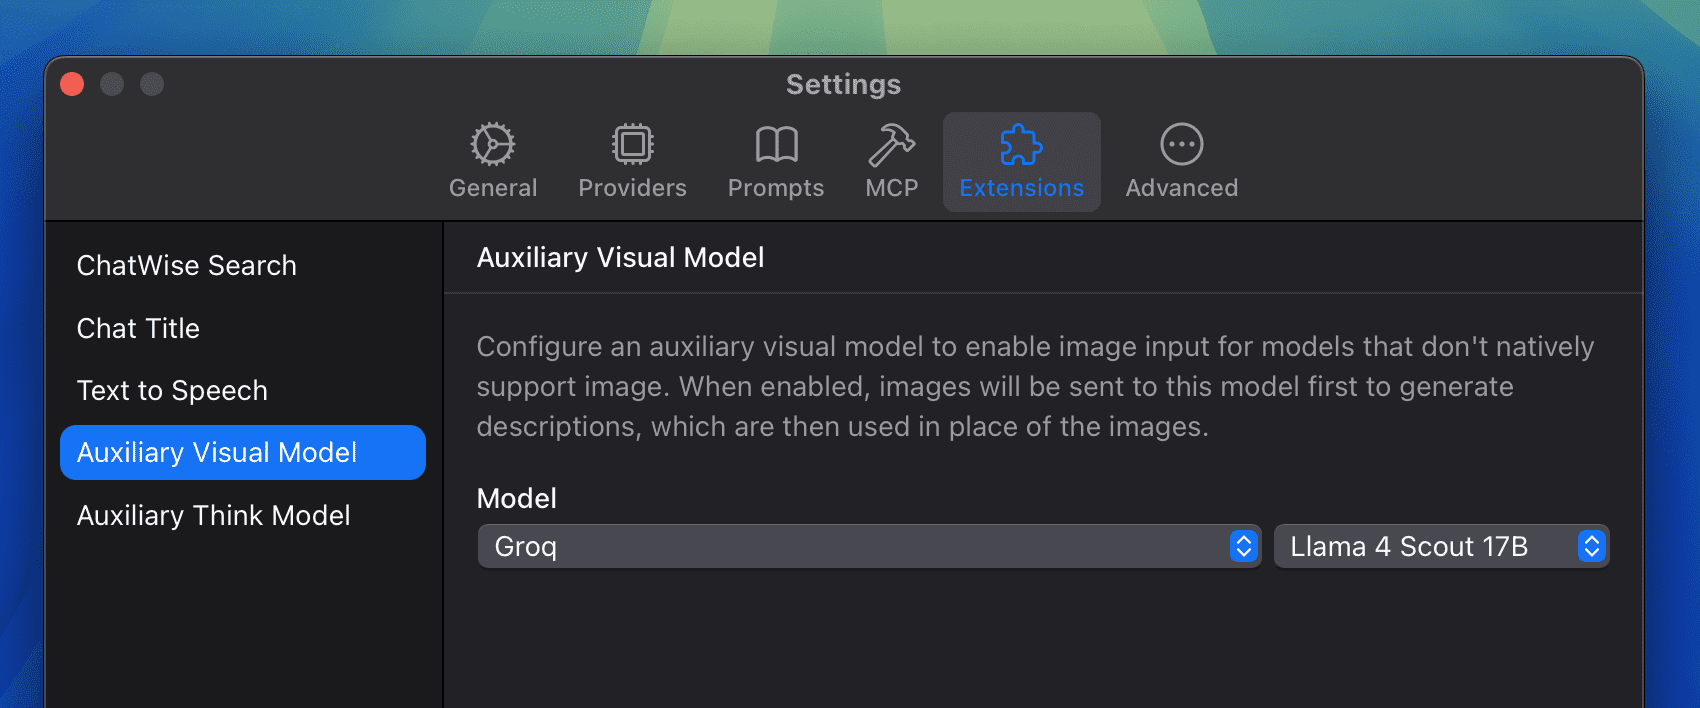 Settings
General
Providers
Prompts
MCP
Extensions
Advanced
ChatWise Search
Chat Title
Text to Speech
Auxiliary Visual Model
Auxiliary Think Model
Auxiliary Visual Model
Configure an auxiliary visual model to enable image input for models that don't natively
support image. When enabled, images will be sent to this model first to generate
descriptions, which are then used in place of the images.
Model
Groq
Llama 4 Scout 17B